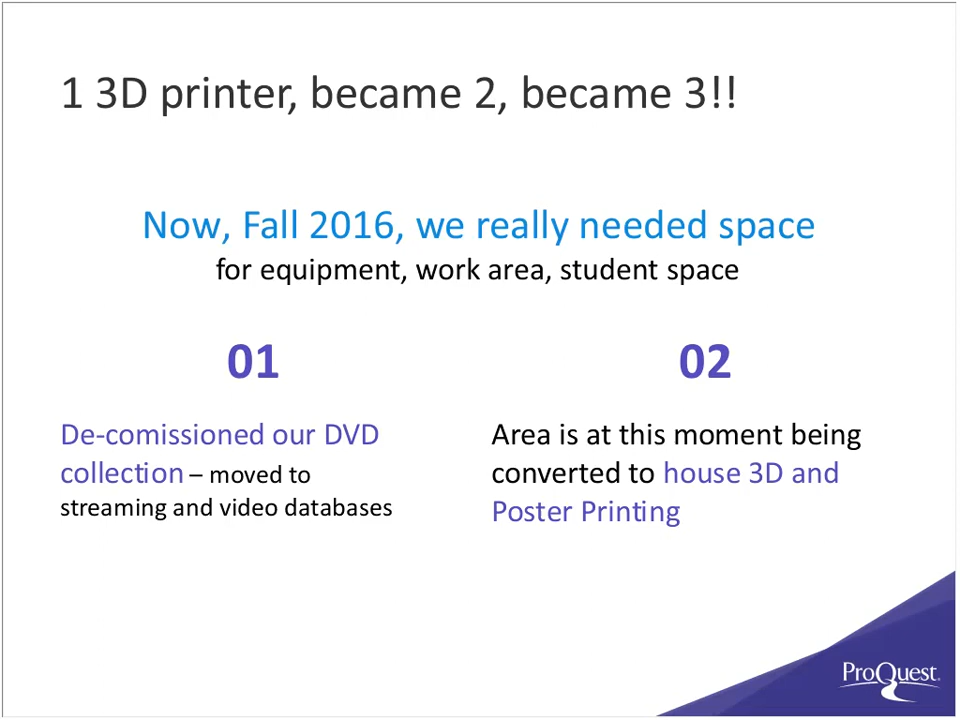 1 3D printer, became 2, became 3!!
Now, Fall 2016, we really needed space
for equipment, work area, student space
01
De-comissioned our DVD
collection – moved to
streaming and video databases
02
Area is at this moment being
converted to house 3D and
Poster Printing
ProQuest